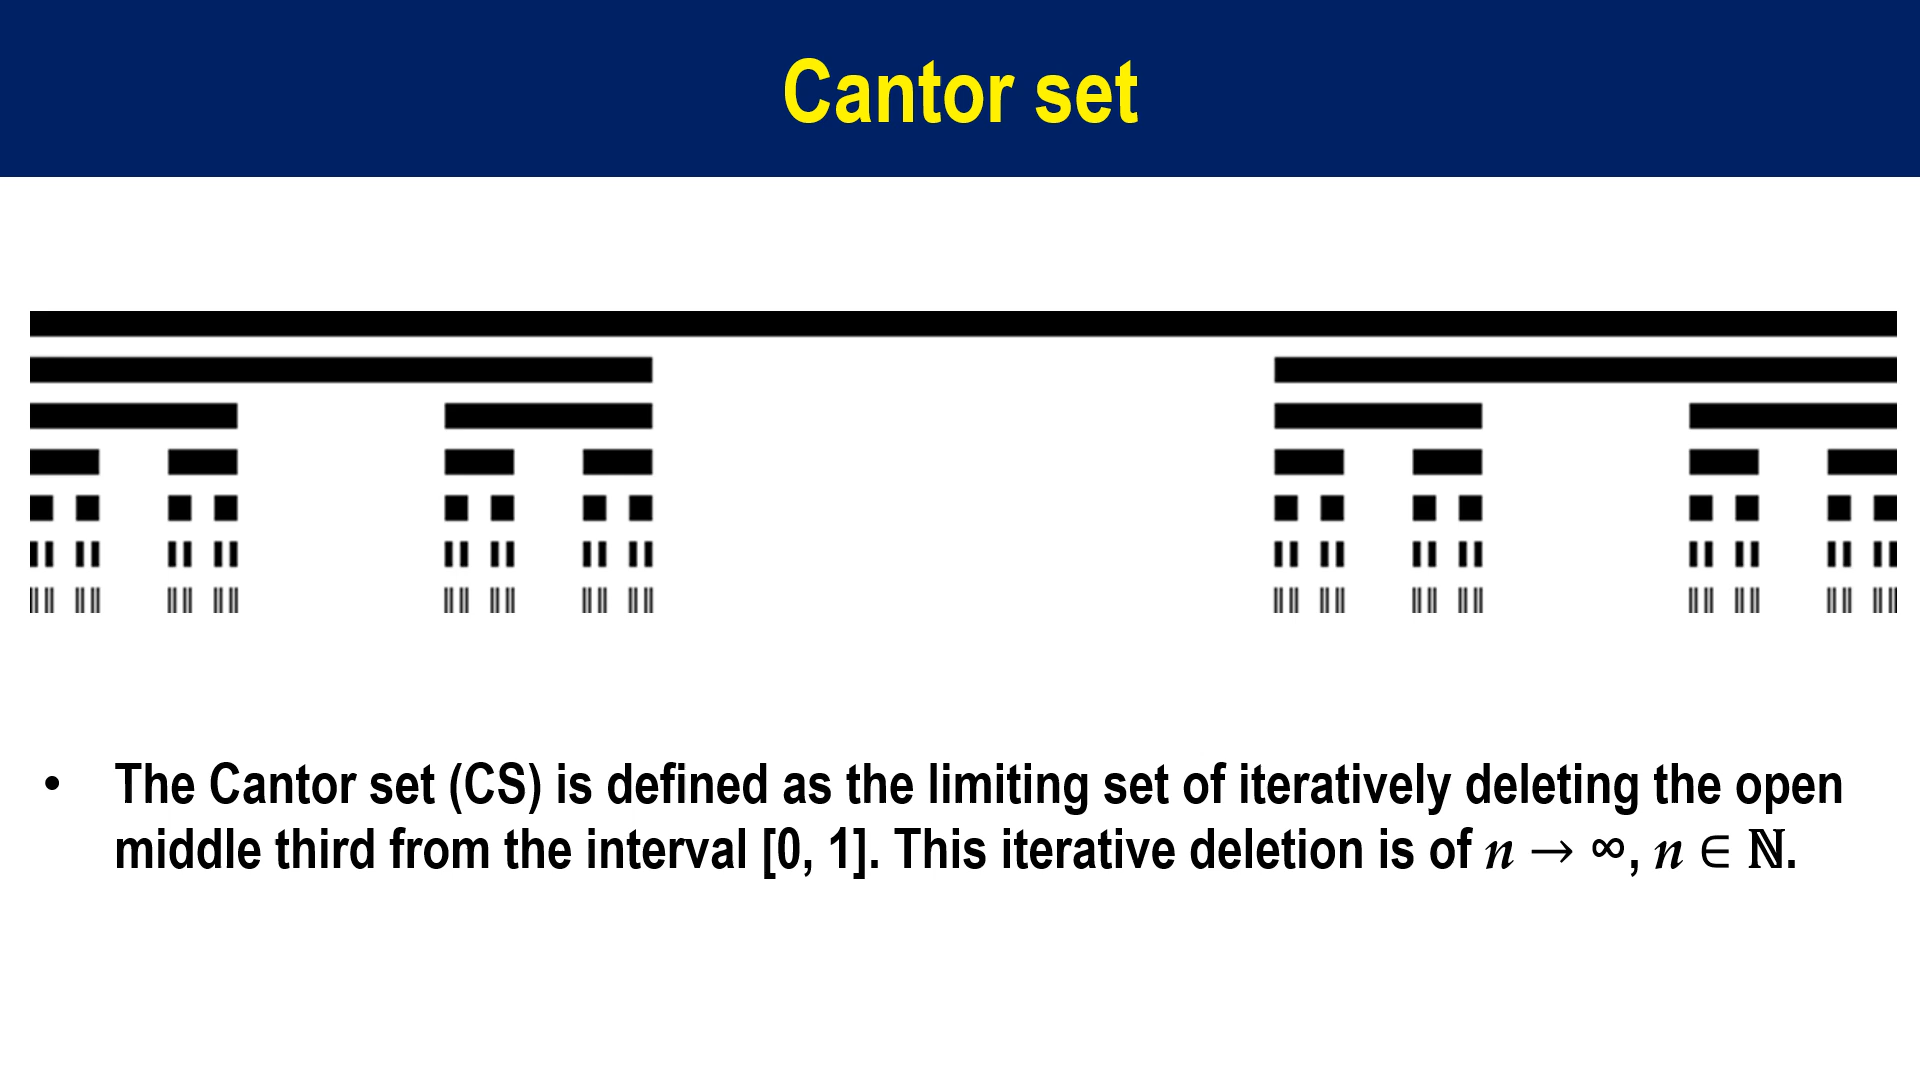 Cantor set
• The Cantor set (CS) is defined as the limiting set of iteratively deleting the open
middle third from the interval [0, 1]. This iterative deletion is of 𝒏 → ∞, 𝒏 ∈ ℕ.